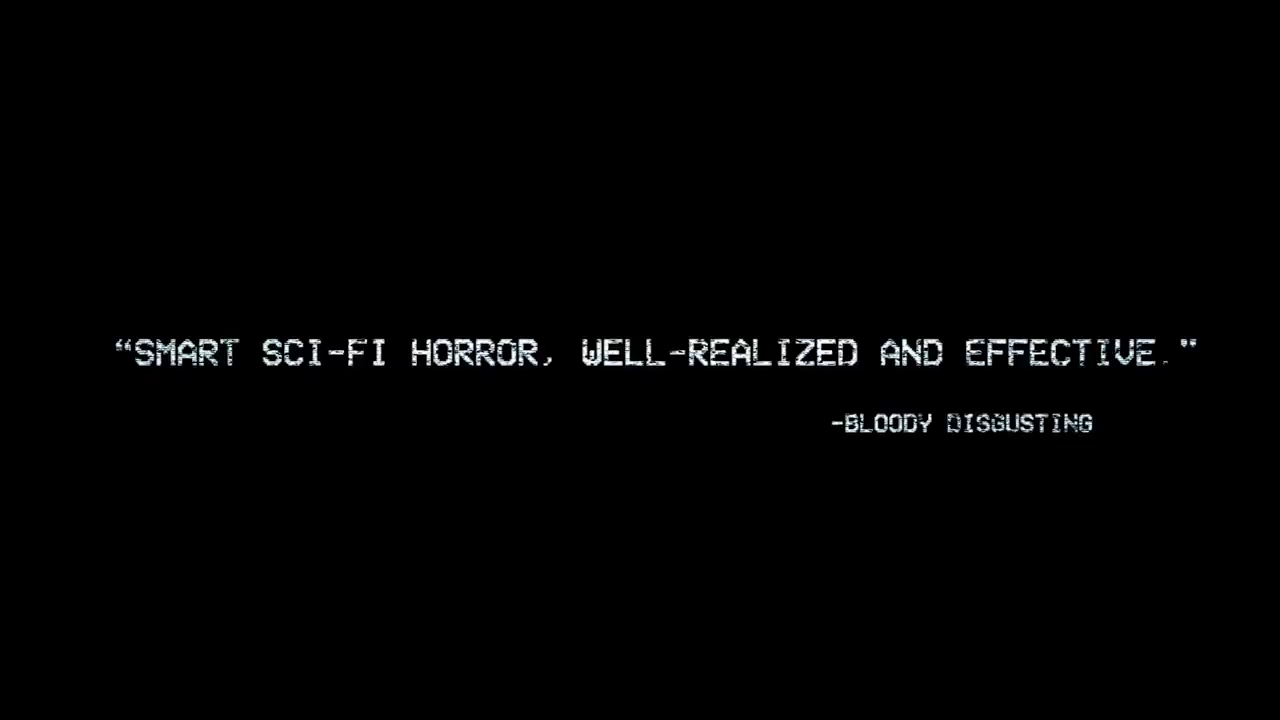 “SMART SCI-FI HORROR, WELL-REALIZED AND EFFECTIVE.”
-BLOODY DISGUSTING